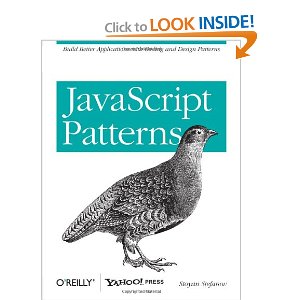 Click to LOOK INSIDE!
Build Better Applications with Coding and Design Patterns
JavaScript
Patterns
O'REILLY® YAHOO! PRESS Stoyan Stefanov